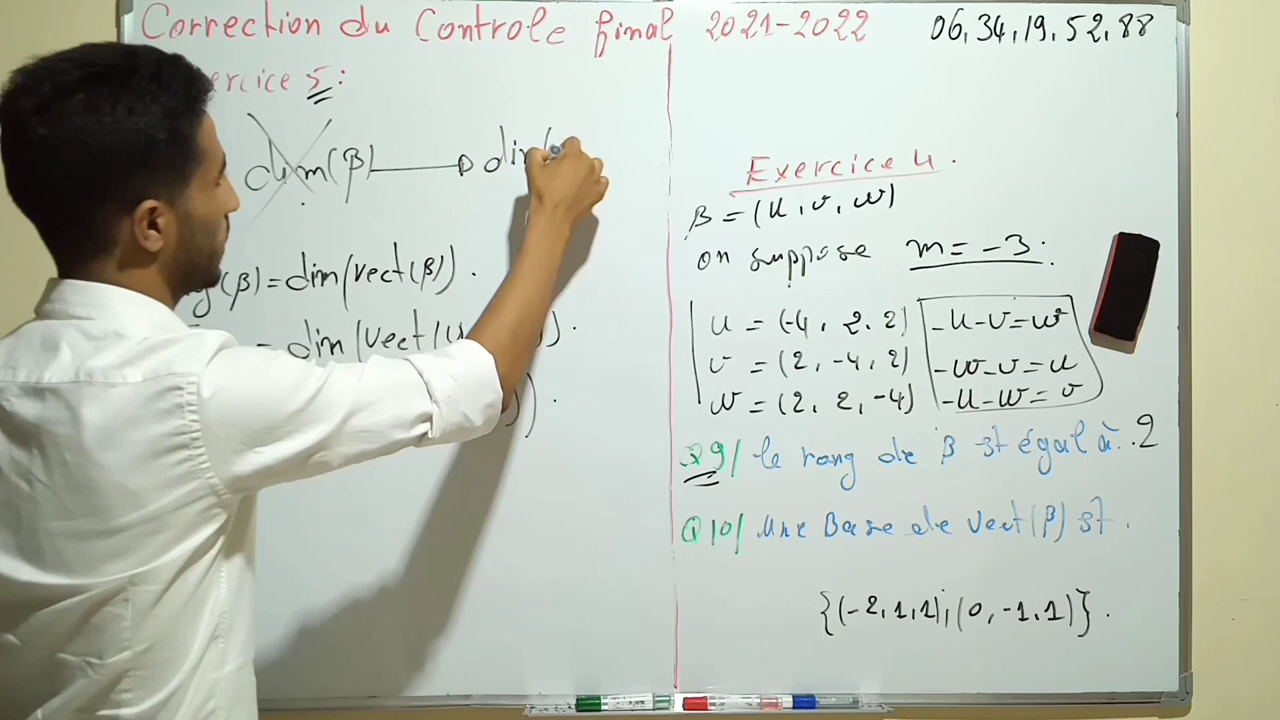 Correction du Controle final 2021-2022 06,34,19,52,88
5:
dim(β) dim(
(β) = dim(Vect(β)).
= dim(Vect(u
Exercice 4.
β = (u, v, w)
on suppose m = -3:
u = (-4, 2, 2) -u-v=w
v = (2, -4, 2) -w-v=u
w = (2, 2, -4) -u-w=v
Q9/ le rang de β st égal à. 2
Q10/ Une Base de Vect(β) st.
{(-2,1,1);(0,-1,1)}.